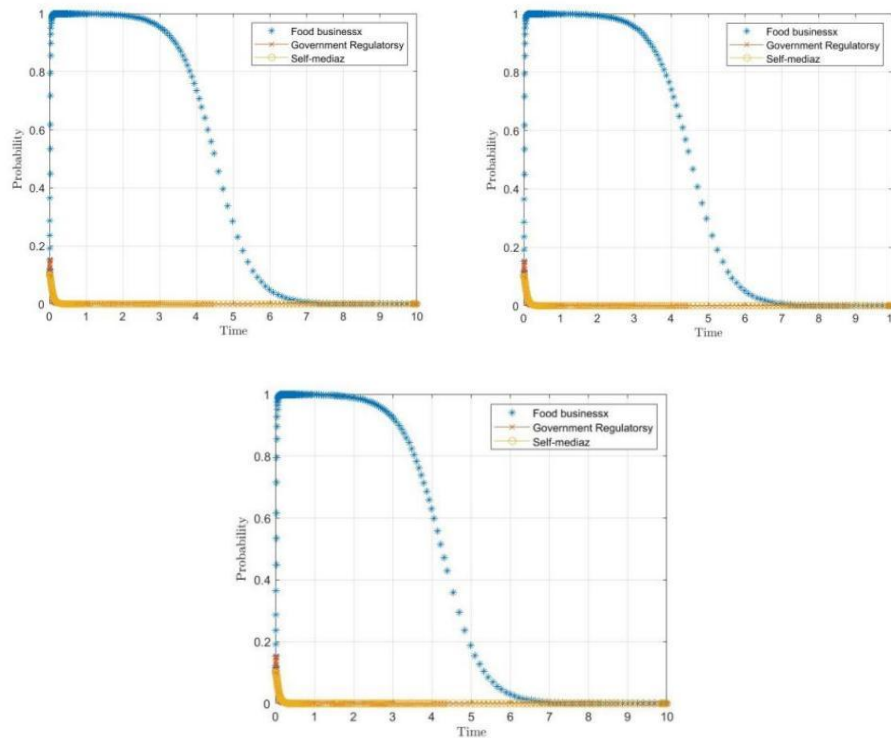 1
0.8
0.6
0.4
0.2
0
Probability
0 1 2 3 4 5 6 7 8 9 10
Time
Food businessx
Government Regulatorsy
Self-mediaz
1
0.8
0.6
0.4
0.2
0
Probability
0 1 2 3 4 5 6 7 8 9
Time
Food businessx
Government Regulatorsy
Self-mediaz
1
0.8
0.6
0.4
0.2
0
Probability
0 1 2 3 4 5 6 7 8 9 10
Time
Food businessx
Government Regulatorsy
Self-mediaz